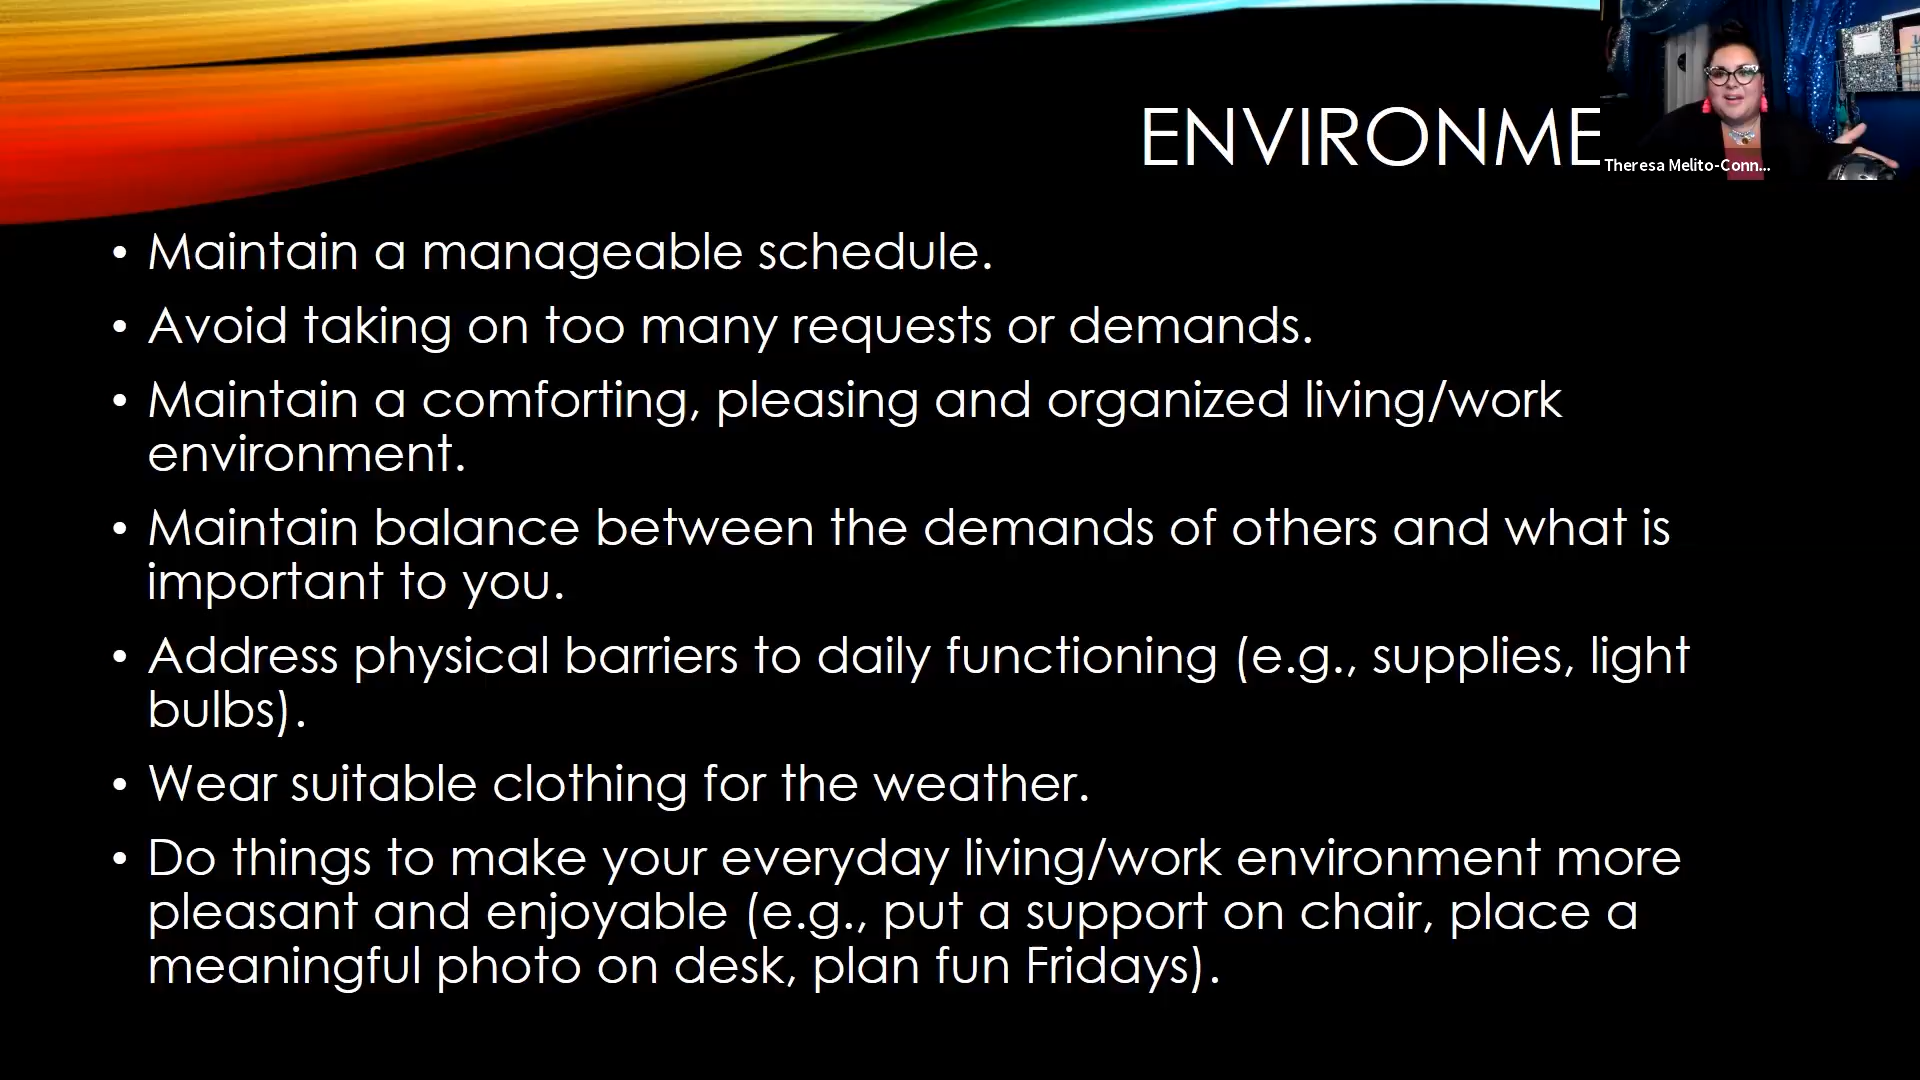 ENVIRONME
Theresa Melito-Conn...
• Maintain a manageable schedule.
• Avoid taking on too many requests or demands.
• Maintain a comforting, pleasing and organized living/work
environment.
• Maintain balance between the demands of others and what is
important to you.
• Address physical barriers to daily functioning (e.g., supplies, light
bulbs).
• Wear suitable clothing for the weather.
• Do things to make your everyday living/work environment more
pleasant and enjoyable (e.g., put a support on chair, place a
meaningful photo on desk, plan fun Fridays).